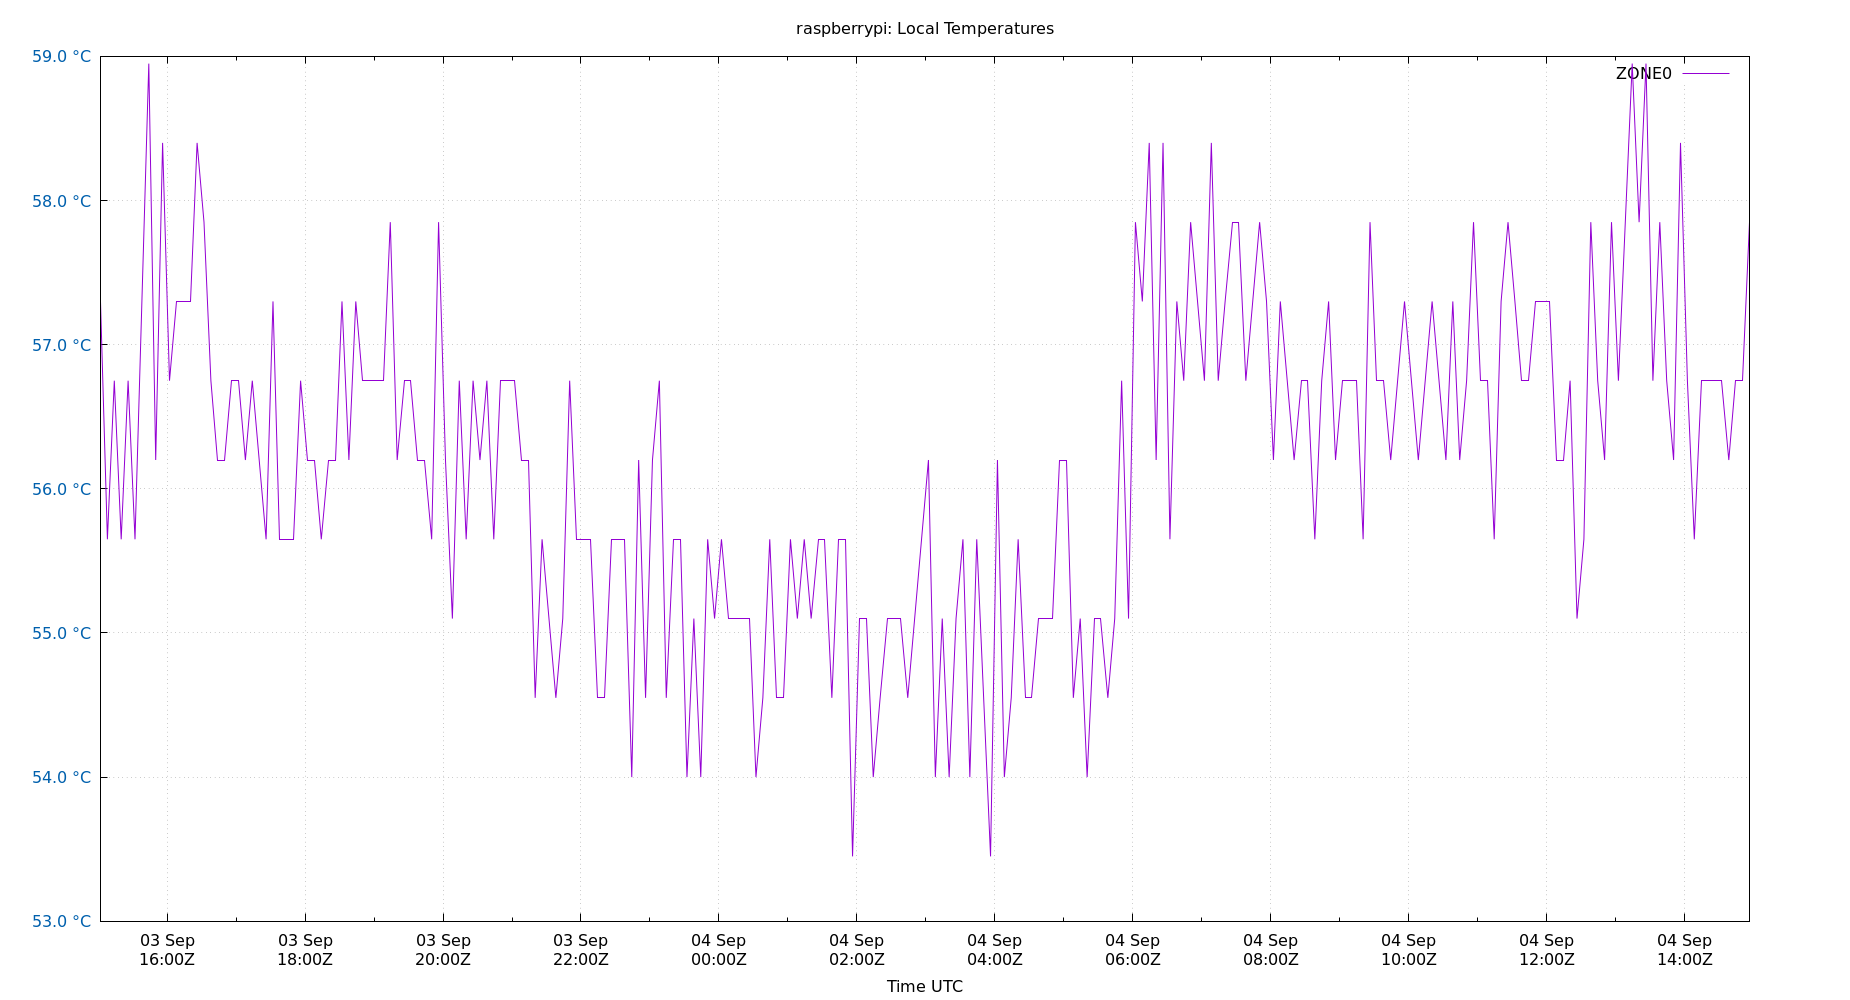 raspberrypi: Local Temperatures
59.0 °C
58.0 °C
57.0 °C
56.0 °C
55.0 °C
54.0 °C
53.0 °C
ZONE0
03 Sep 03 Sep 03 Sep 03 Sep 04 Sep 04 Sep 04 Sep 04 Sep 04 Sep 04 Sep 04 Sep 04 Sep
16:00Z 18:00Z 20:00Z 22:00Z 00:00Z 02:00Z 04:00Z 06:00Z 08:00Z 10:00Z 12:00Z 14:00Z
Time UTC